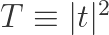 T ≡ |t|²